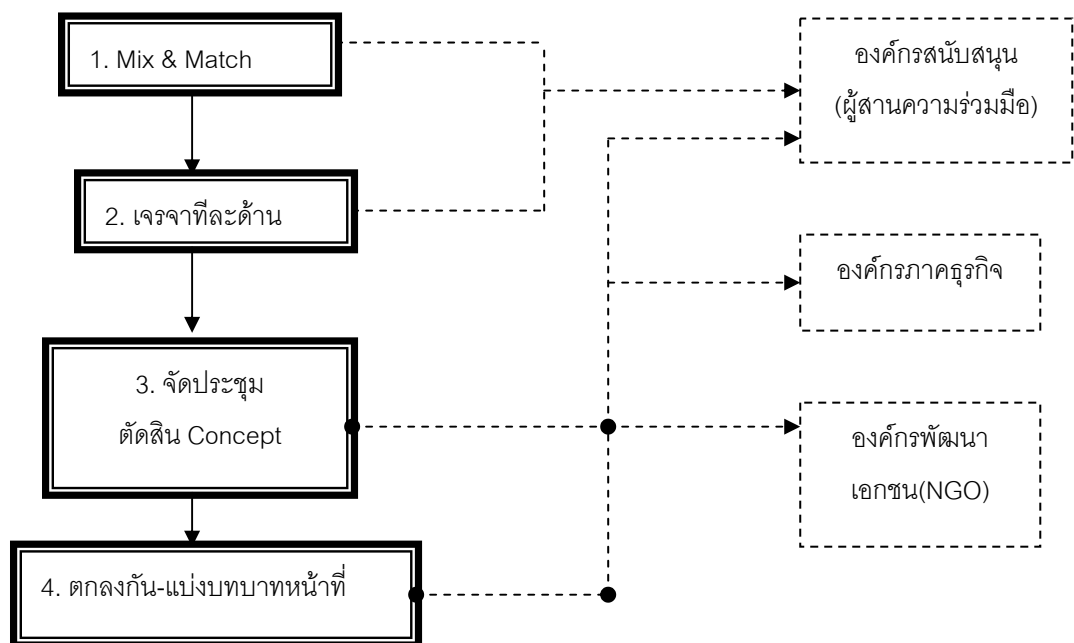 1. Mix & Match
2. เจรจาทีละด้าน
3. จัดประชุม
ตัดสิน Concept
4. ตกลงกัน-แบ่งบทบาทหน้าที่
องค์กรสนับสนุน
(ผู้สานความร่วมมือ)
องค์กรภาคธุรกิจ
องค์กรพัฒนา
เอกชน(NGO)